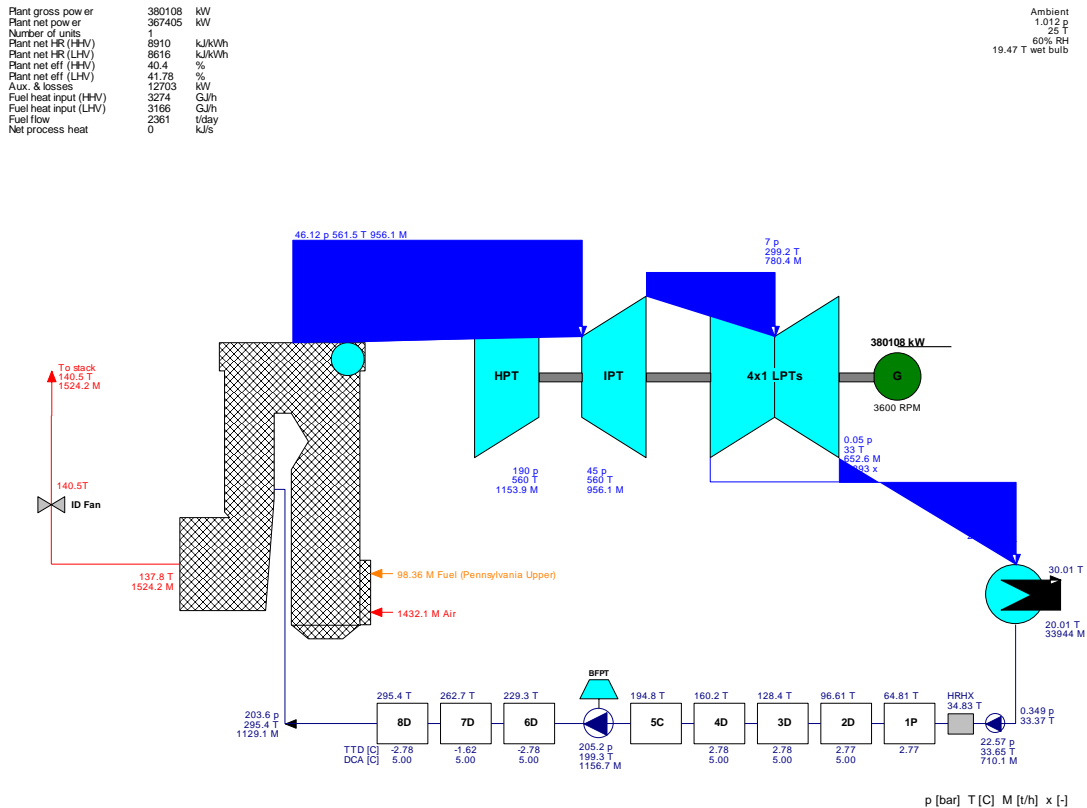 Plant gross power 380108 kW
Plant net power 367405 kW
Number of units 1
Plant net HR (HHV) 8910 kJ/kWh
Plant net HR (LHV) 8616 kJ/kWh
Plant net eff (HHV) 40.4 %
Plant net eff (LHV) 41.78 %
Aux. & losses 12703 kW
Fuel heat input (HHV) 3274 GJ/h
Fuel heat input (LHV) 3166 GJ/h
Fuel flow 2361 t/day
Net process heat 0 kJ/s
Ambient
1.012 p
25 T
60% RH
19.47 T wet bulb
46.12 p 561.5 T 956.1 M
7 p
299.2 T
780.4 M
380108 kW
To stack
140.5 T
1524.2 M
HPT
IPT
4x1 LPTs
G
3600 RPM
0.05 p
33 T
652.6 M
.893 x
190 p
560 T
1153.9 M
45 p
560 T
956.1 M
140.5T
ID Fan
137.8 T
1524.2 M
98.36 M Fuel (Pennsylvania Upper)
1432.1 M Air
30.01 T
20.01 T
33944 M
BFPT
295.4 T
262.7 T
229.3 T
194.8 T
160.2 T
128.4 T
96.61 T
64.81 T
HRHX
34.83 T
203.6 p
295.4 T
1129.1 M
8D
7D
6D
5C
4D
3D
2D
1P
0.349 p
33.37 T
205.2 p
199.3 T
1156.7 M
22.57 p
33.65 T
710.1 M
TTD [C] -2.78 -1.62 -2.78 2.78 2.78 2.77 2.77
DCA [C] 5.00 5.00 5.00 5.00 5.00 5.00
p [bar] T [C] M [t/h] x [-]